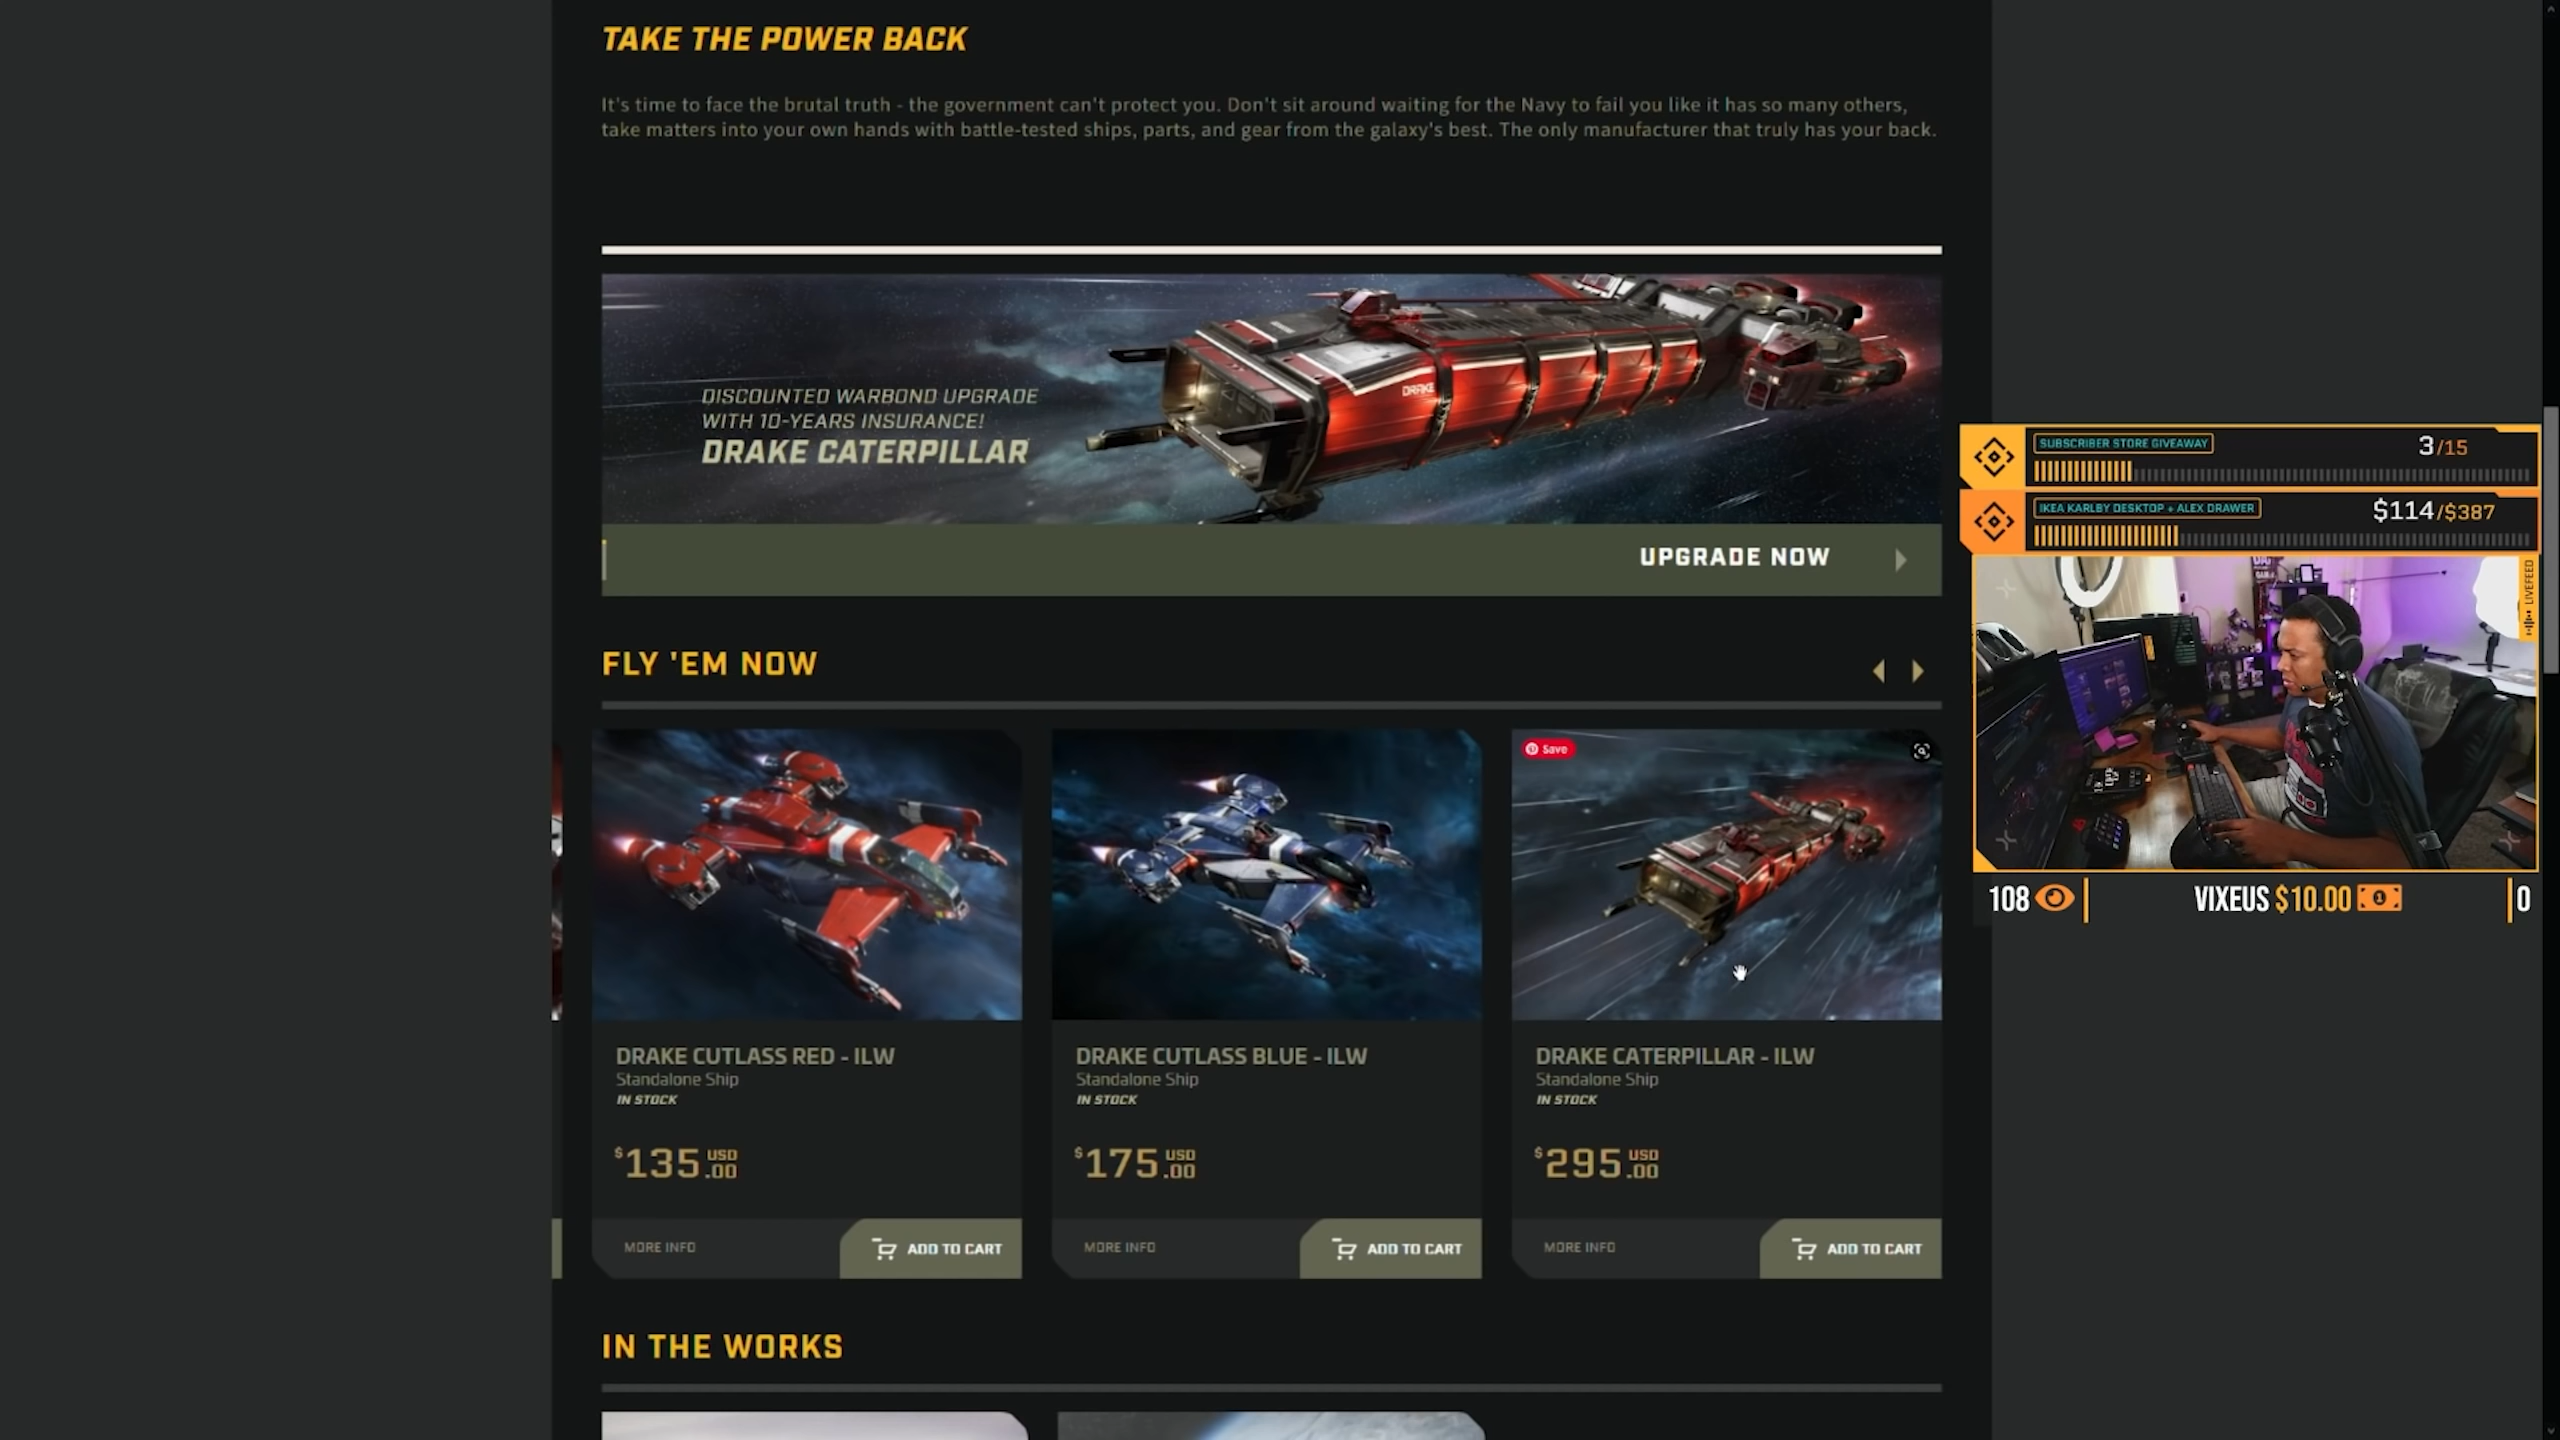 TAKE THE POWER BACK
It's time to face the brutal truth - the government can't protect you. Don't sit around waiting for the Navy to fail you like it has so many others,
take matters into your own hands with battle-tested ships, parts, and gear from the galaxy's best. The only manufacturer that truly has your back.
DISCOUNTED WARBOND UPGRADE
WITH 10-YEARS INSURANCE!
DRAKE CATERPILLAR
DRAKE
UPGRADE NOW
SUBSCRIBER STORE GIVEAWAY
3/15
IKEA KARLBY DESKTOP + ALEX DRAWER
$114/$387
LIVEFEED
108
VIXEUS $10.00
0
FLY 'EM NOW
Save
DRAKE CUTLASS RED - ILW
Standalone Ship
IN STOCK
$135.00 USD
MORE INFO
ADD TO CART
DRAKE CUTLASS BLUE - ILW
Standalone Ship
IN STOCK
$175.00 USD
MORE INFO
ADD TO CART
DRAKE CATERPILLAR - ILW
Standalone Ship
IN STOCK
$295.00 USD
MORE INFO
ADD TO CART
IN THE WORKS